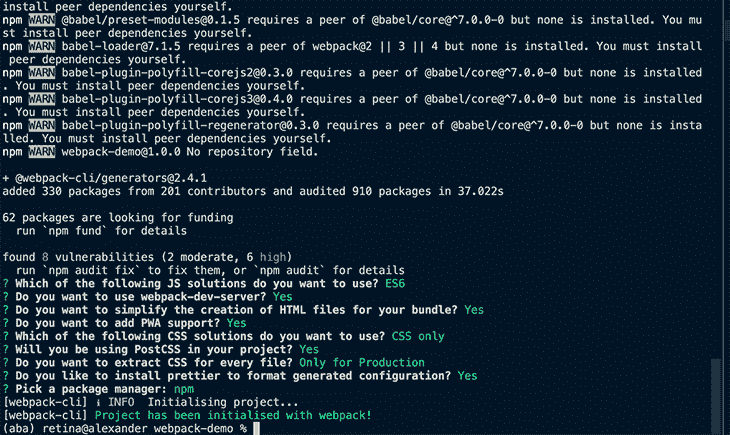 install peer dependencies yourself.
npm WARN @babel/preset-modules@0.1.5 requires a peer of @babel/core@^7.0.0-0 but none is installed. You mu
st install peer dependencies yourself.
npm WARN babel-loader@7.1.5 requires a peer of webpack@2 || 3 || 4 but none is installed. You must install
 peer dependencies yourself.
npm WARN babel-plugin-polyfill-corejs2@0.3.0 requires a peer of @babel/core@^7.0.0-0 but none is installed
. You must install peer dependencies yourself.
npm WARN babel-plugin-polyfill-corejs3@0.4.0 requires a peer of @babel/core@^7.0.0-0 but none is installed
. You must install peer dependencies yourself.
npm WARN babel-plugin-polyfill-regenerator@0.3.0 requires a peer of @babel/core@^7.0.0-0 but none is insta
lled. You must install peer dependencies yourself.
npm WARN webpack-demo@1.0.0 No repository field.
+ @webpack-cli/generators@2.4.1
added 330 packages from 201 contributors and audited 910 packages in 37.022s
62 packages are looking for funding
  run `npm fund` for details
found 8 vulnerabilities (2 moderate, 6 high)
  run `npm audit fix` to fix them, or `npm audit` for details
? Which of the following JS solutions do you want to use? ES6
? Do you want to use webpack-dev-server? Yes
? Do you want to simplify the creation of HTML files for your bundle? Yes
? Do you want to add PWA support? Yes
? Which of the following CSS solutions do you want to use? CSS only
? Will you be using PostCSS in your project? Yes
? Do you want to extract CSS for every file? Only for Production
? Do you like to install prettier to format generated configuration? Yes
? Pick a package manager: npm
[webpack-cli] ℹ INFO  Initialising project...
[webpack-cli] Project has been initialised with webpack!
(aba) retina@alexander webpack-demo %